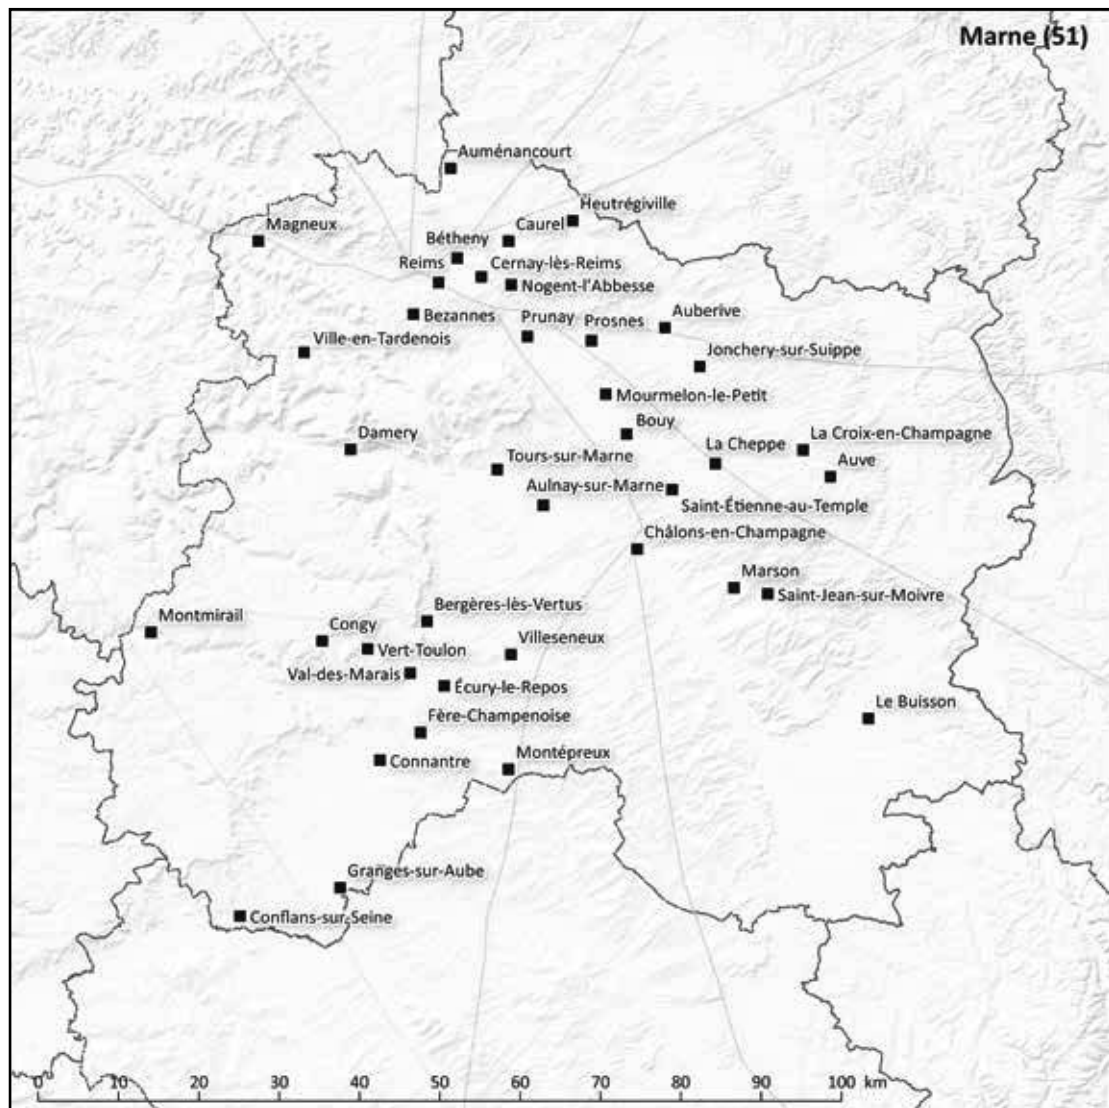 Marne (51)
Auménancourt
Heutrégiville
Magneux
Caurel
Bétheny
Reims
Cernay-lès-Reims
Nogent-l'Abbesse
Bezannes
Prunay
Prosnes
Auberive
Ville-en-Tardenois
Jonchery-sur-Suippe
Mourmelon-le-Petit
Bouy
Damery
La Croix-en-Champagne
La Cheppe
Tours-sur-Marne
Auve
Aulnay-sur-Marne
Saint-Étienne-au-Temple
Châlons-en-Champagne
Marson
Saint-Jean-sur-Moivre
Bergères-lès-Vertus
Montmirail
Congy
Villeseneux
Vert-Toulon
Val-des-Marais
Écury-le-Repos
Le Buisson
Fère-Champenoise
Connantre
Montépreux
Granges-sur-Aube
Conflans-sur-Seine
0 10 20 30 40 50 60 70 80 90 100 km